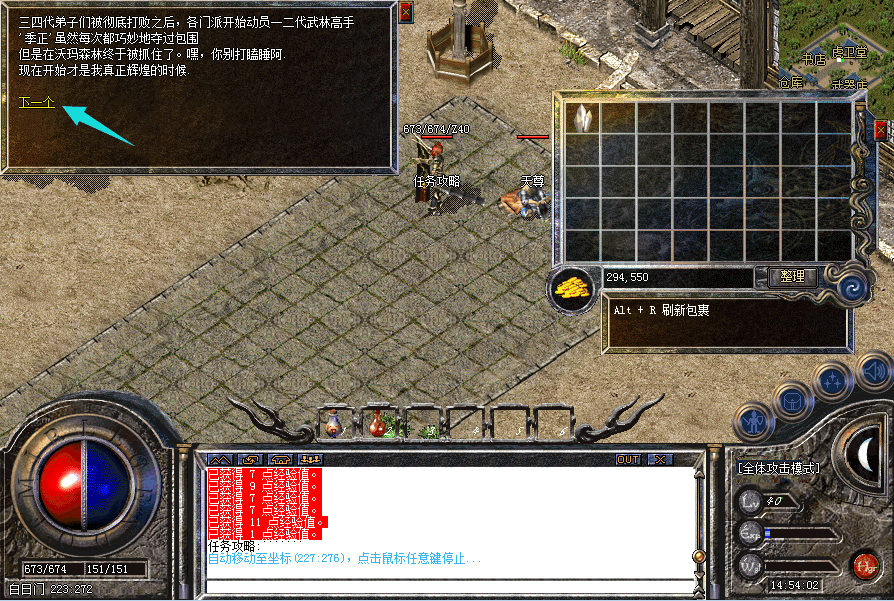 三四代弟子们被彻底打败之后，各门派开始动员一二代武林高手
'季正'虽然每次都巧妙地夺过包围
但是在沃玛森林终于被抓住了。嘿，你别打瞌睡阿.
现在开始才是我真正辉煌的时候.
下一个
书店
虎卫堂
仓库
武器店
673/674/Z40
任务攻略
天尊
294,550
整理
Alt + R 刷新包裹
OUT
已获得 7 点经验值。
已获得 9 点经验值。
已获得 7 点经验值。
已获得 7 点经验值。
已获得 11 点经验值。
已获得 1 点经验值。
任务攻略:
自动移动至坐标(227:276), 点击鼠标任意键停止...
[全体攻击模式]
Lv 40
Exp
673/674
151/151
白日门 223:272
14:54:02